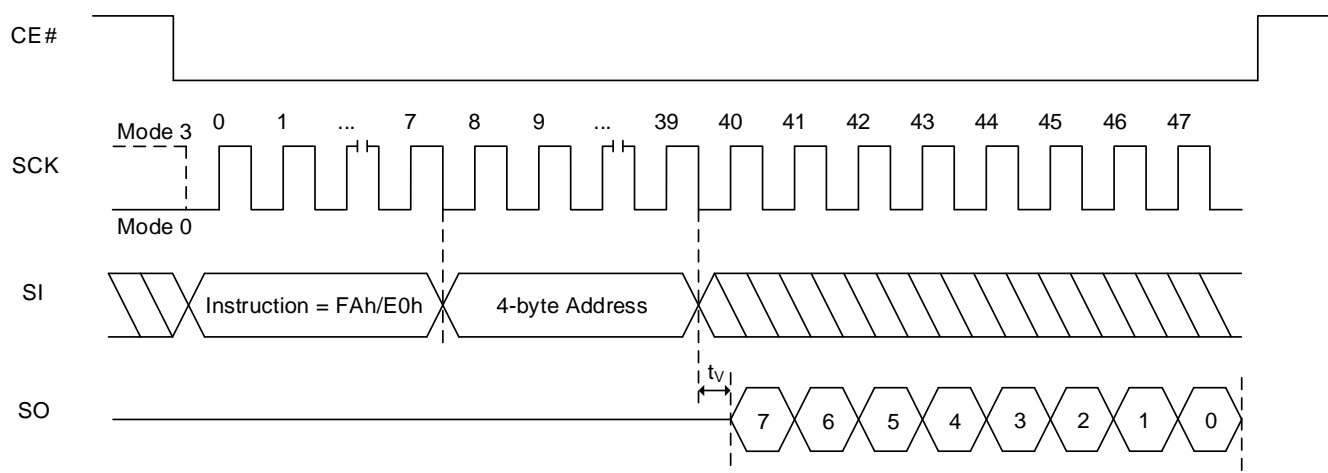 CE#
Mode 3
0 1 ... 7 8 9 ... 39 40 41 42 43 44 45 46 47
SCK
Mode 0
SI
Instruction = FAh/E0h
4-byte Address
tV
SO
7 6 5 4 3 2 1 0